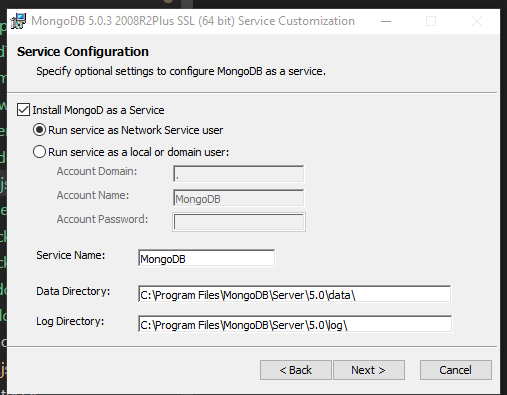 MongoDB 5.0.3 2008R2Plus SSL (64 bit) Service Customization
Service Configuration
Specify optional settings to configure MongoDB as a service.
Install MongoD as a Service
Run service as Network Service user
Run service as a local or domain user:
Account Domain: .
Account Name: MongoDB
Account Password:
Service Name: MongoDB
Data Directory: C:\Program Files\MongoDB\Server\5.0\data\
Log Directory: C:\Program Files\MongoDB\Server\5.0\log\
< Back Next > Cancel